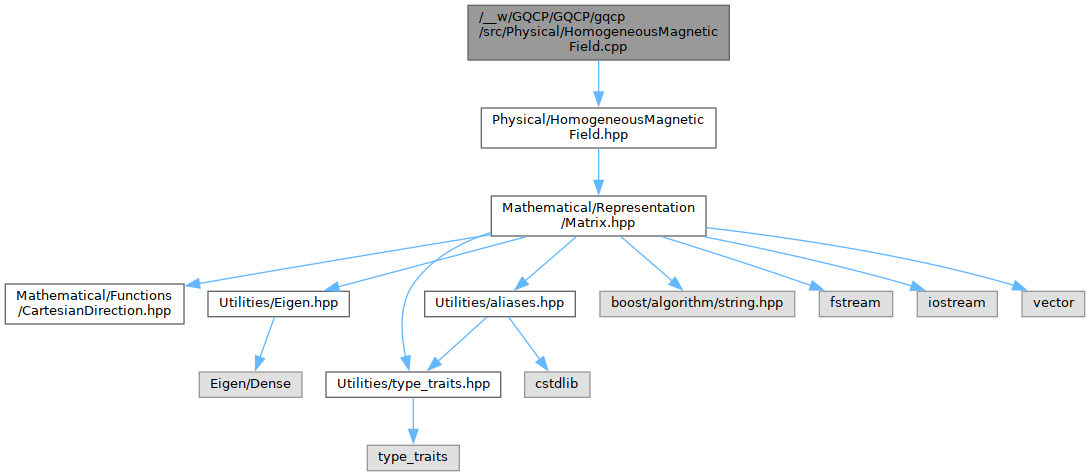 /__w/GQCP/GQCP/gqcp
/src/Physical/HomogeneousMagnetic
Field.cpp
Physical/HomogeneousMagnetic
Field.hpp
Mathematical/Representation
/Matrix.hpp
Mathematical/Functions
/CartesianDirection.hpp
Utilities/Eigen.hpp
Utilities/aliases.hpp
boost/algorithm/string.hpp
fstream
iostream
vector
Eigen/Dense
Utilities/type_traits.hpp
cstdlib
type_traits